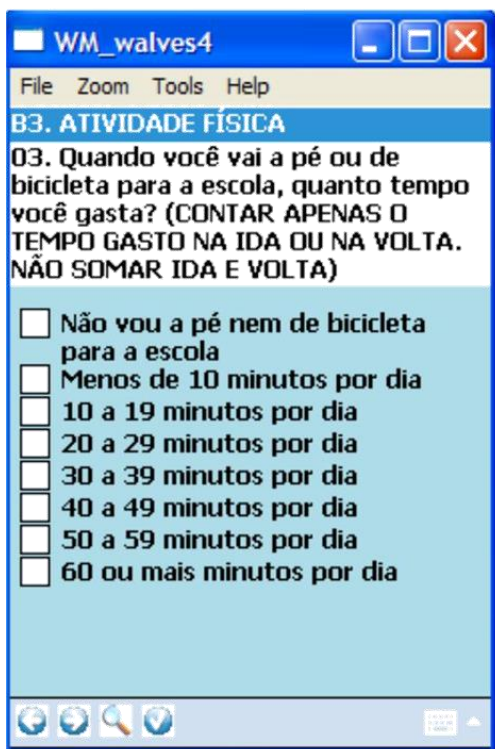 WM_walves4
File Zoom Tools Help
B3. ATIVIDADE FÍSICA
03. Quando você vai a pé ou de
bicicleta para a escola, quanto tempo
você gasta? (CONTAR APENAS O
TEMPO GASTO NA IDA OU NA VOLTA.
NÃO SOMAR IDA E VOLTA)
Não vou a pé nem de bicicleta
para a escola
Menos de 10 minutos por dia
10 a 19 minutos por dia
20 a 29 minutos por dia
30 a 39 minutos por dia
40 a 49 minutos por dia
50 a 59 minutos por dia
60 ou mais minutos por dia